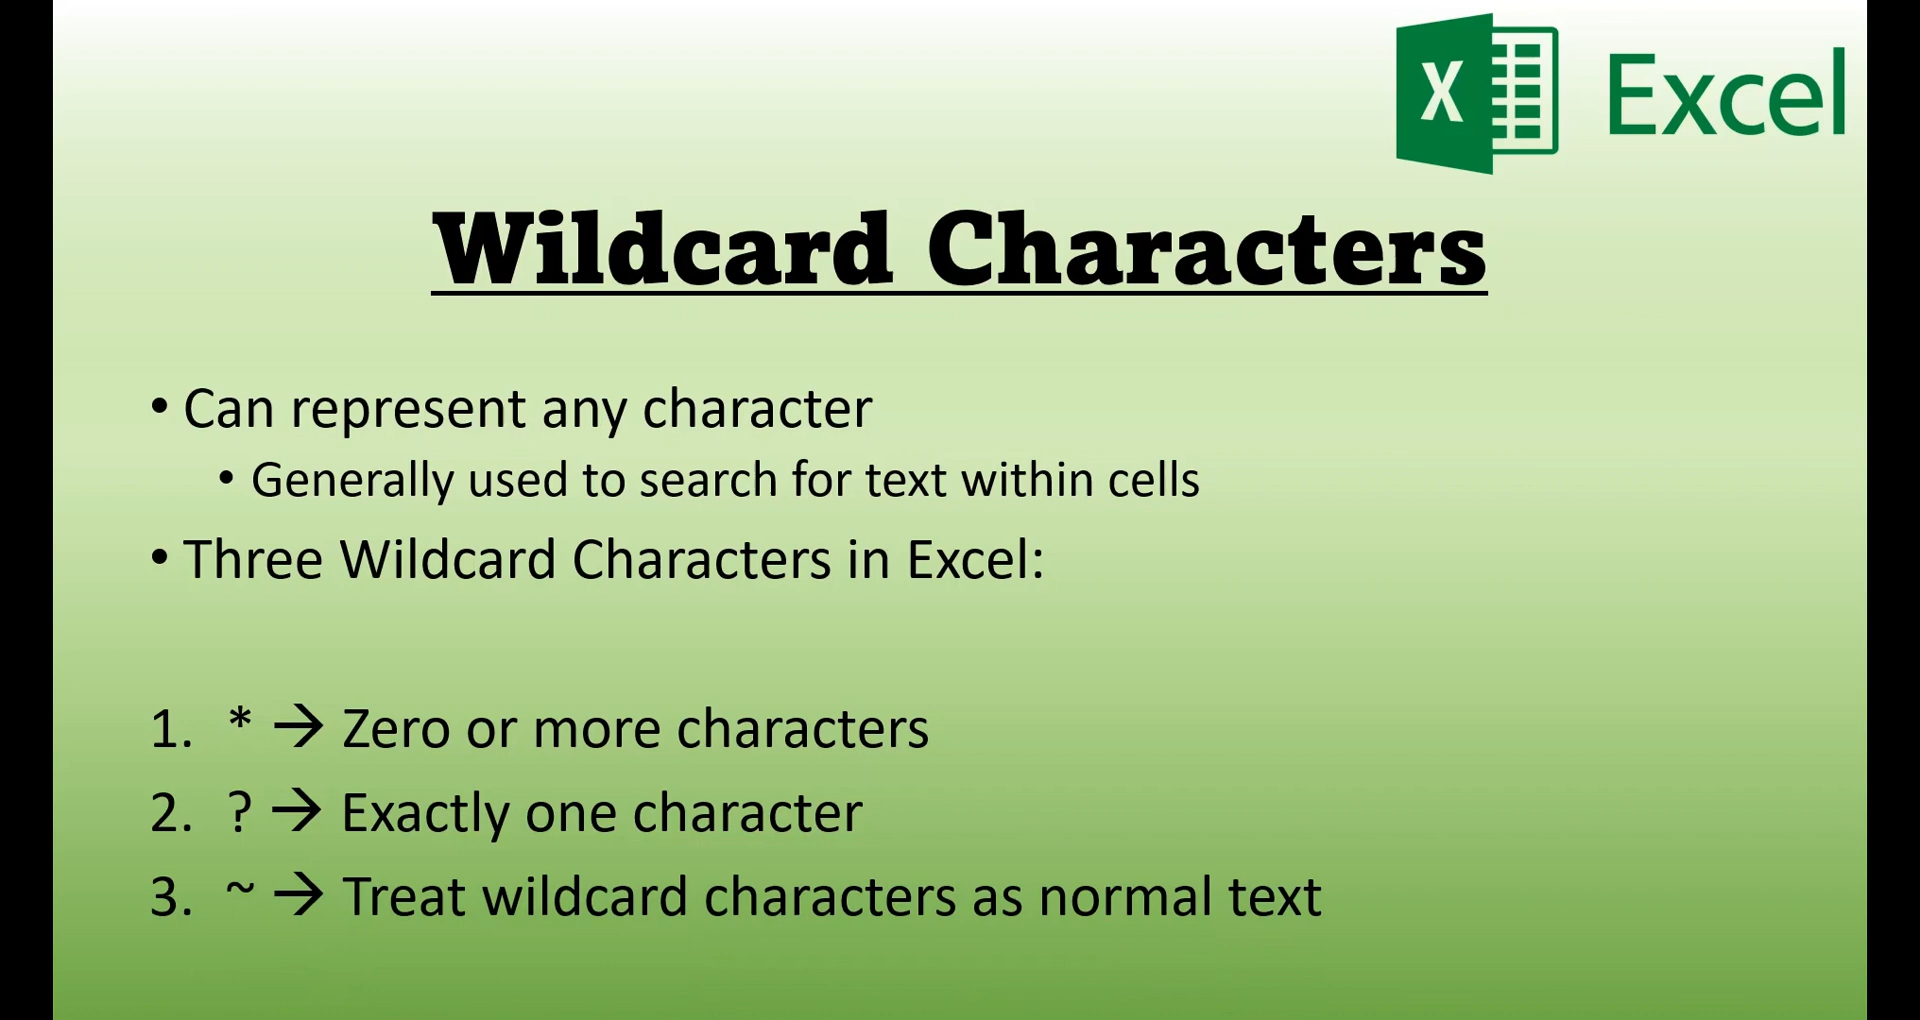 X Excel
Wildcard Characters
• Can represent any character
• Generally used to search for text within cells
• Three Wildcard Characters in Excel:
1. * → Zero or more characters
2. ? → Exactly one character
3. ~ → Treat wildcard characters as normal text